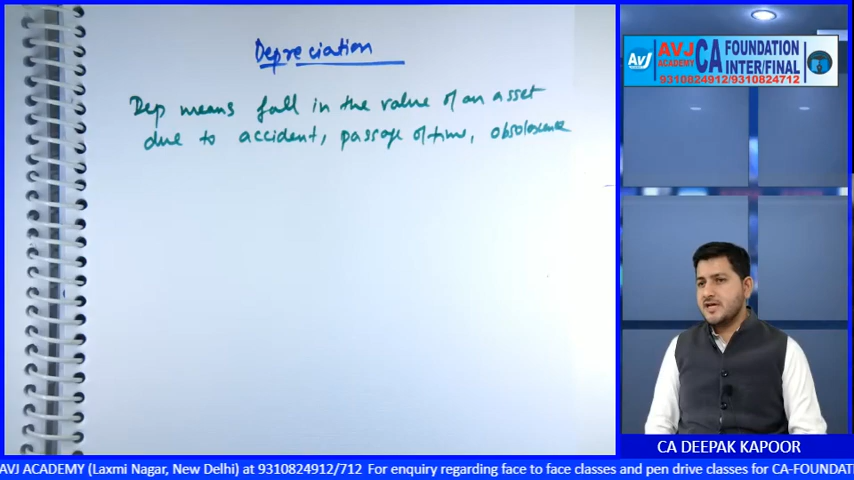 Depreciation
Dep means fall in the value of an asset
due to accident, passage of time, obsolescence
AVJ
AVJ
ACADEMY
CA
FOUNDATION
INTER/FINAL
9310824912/9310824712
CA DEEPAK KAPOOR
AVJ ACADEMY (Laxmi Nagar, New Delhi) at 9310824912/712 For enquiry regarding face to face classes and pen drive classes for CA-FOUNDATI